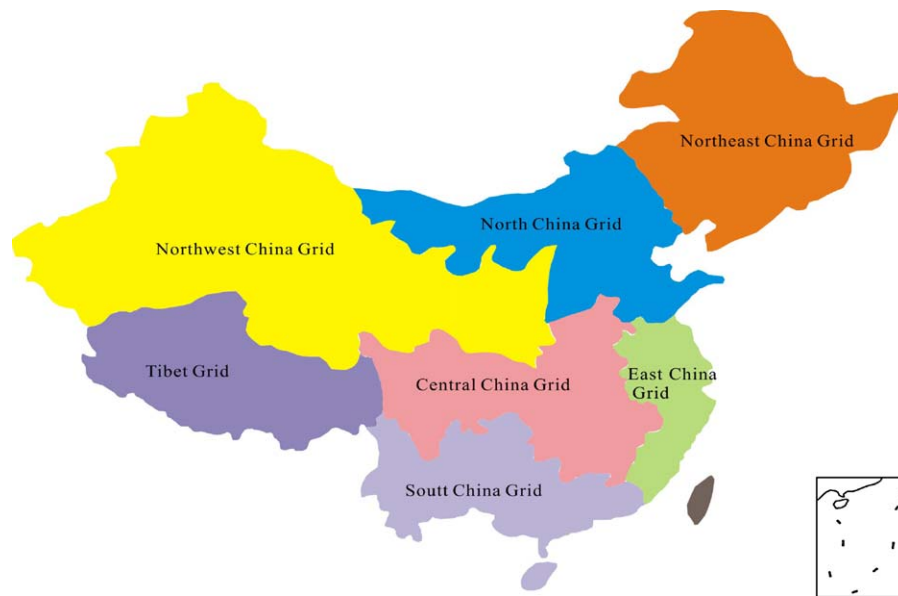 Northeast China Grid
North China Grid
Northwest China Grid
Tibet Grid
Central China Grid
East China
Grid
Soutt China Grid